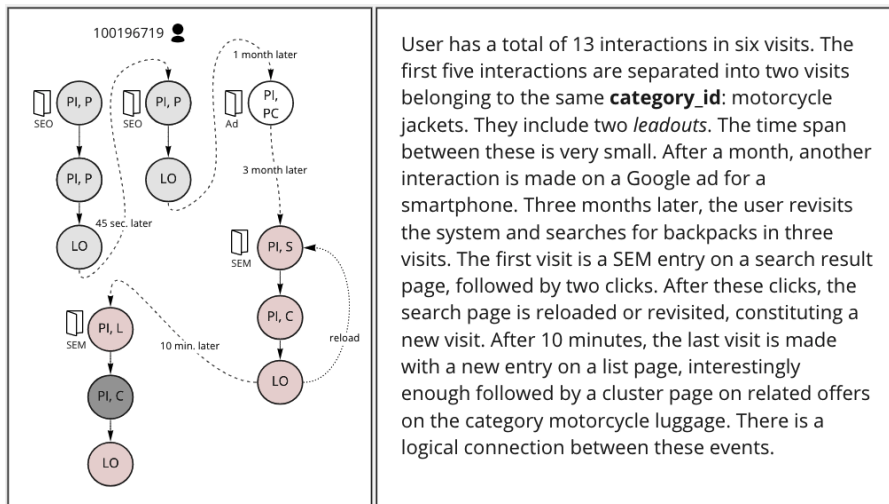 100196719
1 month later
PI, P
SEO
PI, P
SEO
PI,
PC
Ad
PI, P
LO
3 month later
45 sec. later
LO
PI, S
SEM
PI, L
SEM
PI, C
10 min. later
reload
LO
PI, C
LO
User has a total of 13 interactions in six visits. The
first five interactions are separated into two visits
belonging to the same category_id: motorcycle
jackets. They include two leadouts. The time span
between these is very small. After a month, another
interaction is made on a Google ad for a
smartphone. Three months later, the user revisits
the system and searches for backpacks in three
visits. The first visit is a SEM entry on a search result
page, followed by two clicks. After these clicks, the
search page is reloaded or revisited, constituting a
new visit. After 10 minutes, the last visit is made
with a new entry on a list page, interestingly
enough followed by a cluster page on related offers
on the category motorcycle luggage. There is a
logical connection between these events.